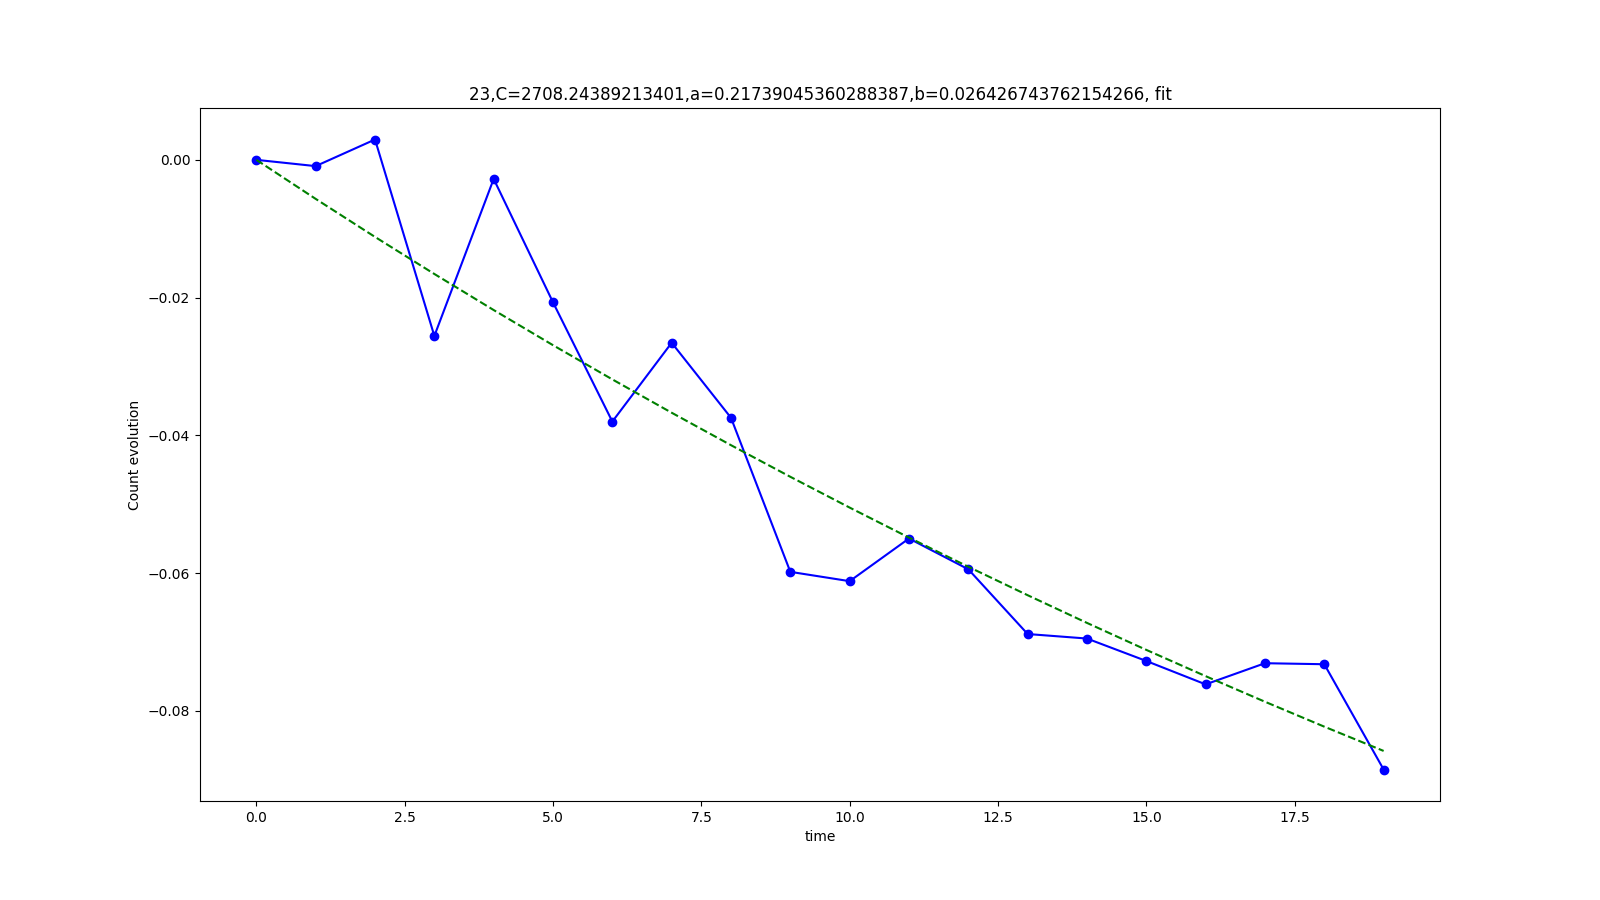 23,C=2708.24389213401,a=0.21739045360288387,b=0.026426743762154266, fit
0.00
−0.02
−0.04
−0.06
−0.08
Count evolution
0.0 2.5 5.0 7.5 10.0 12.5 15.0 17.5
time